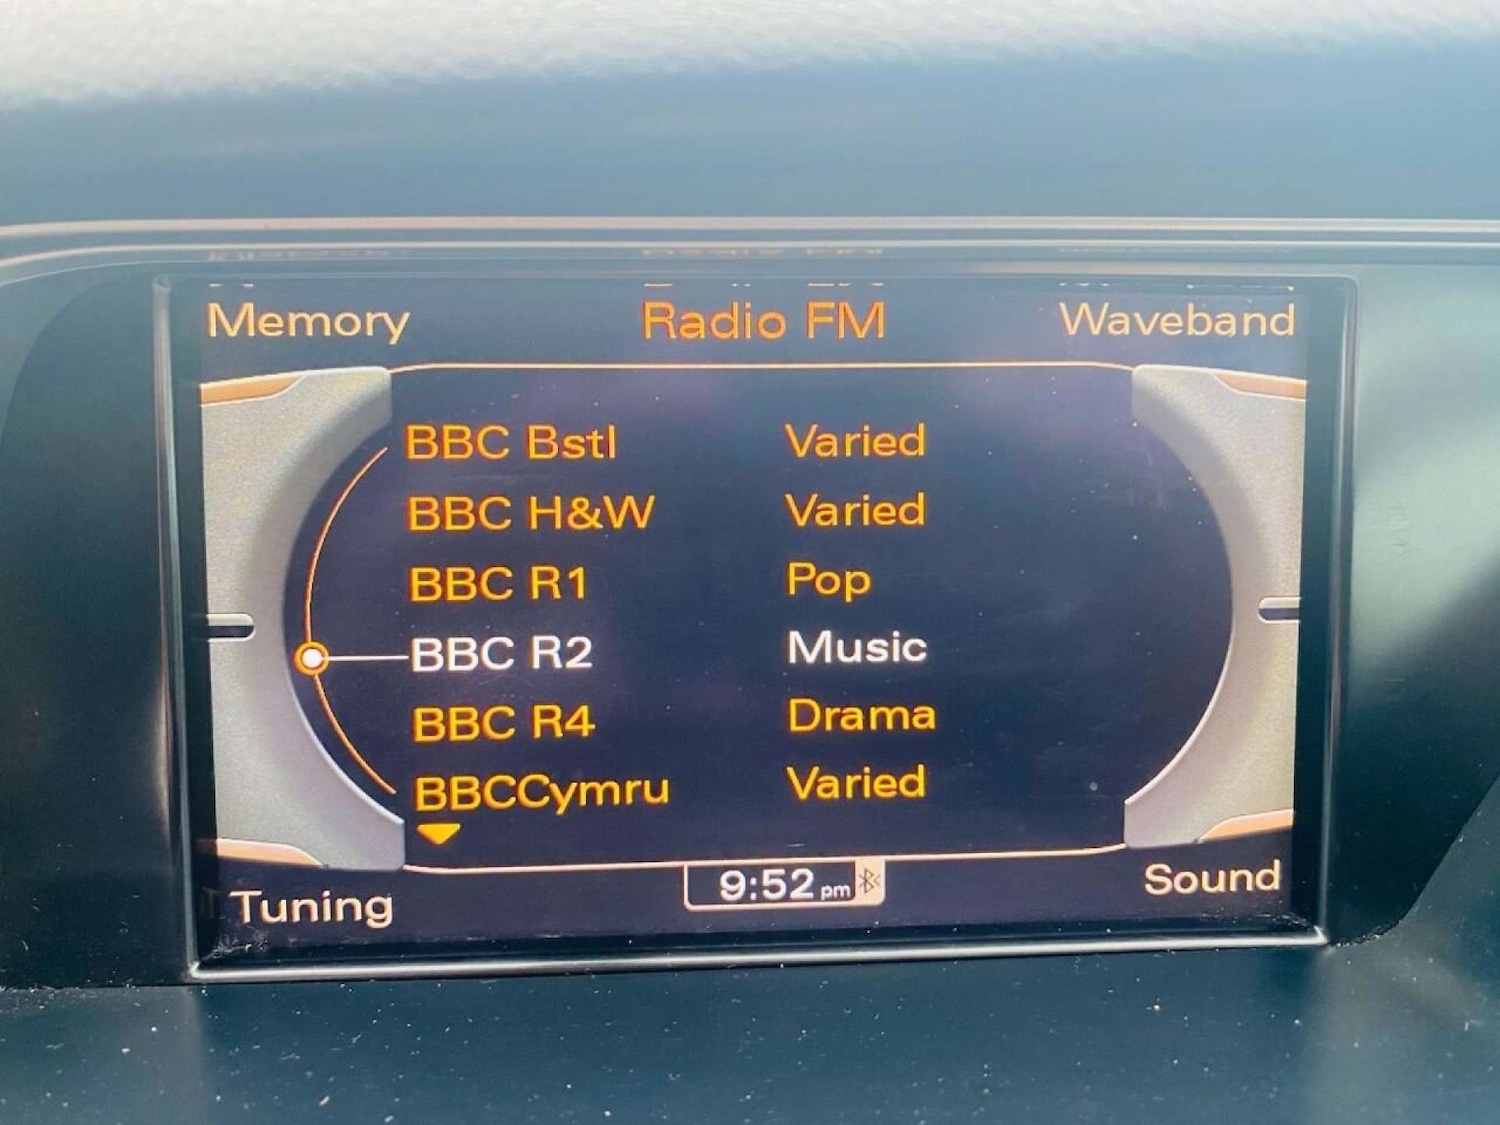 Memory Radio FM Waveband
BBC Bstl Varied
BBC H&W Varied
BBC R1 Pop
BBC R2 Music
BBC R4 Drama
BBCCymru Varied
9:52 pm
Tuning Sound